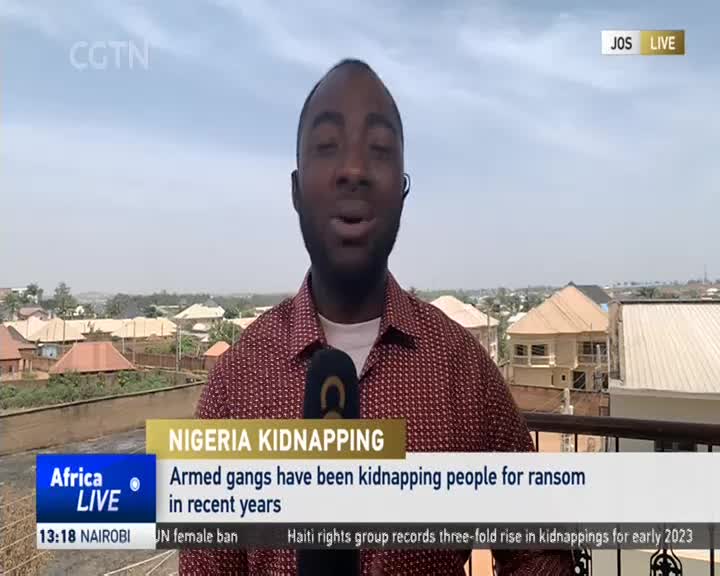 CGTN
JOS LIVE
NIGERIA KIDNAPPING
Africa
LIVE
Armed gangs have been kidnapping people for ransom
in recent years
13:18 NAIROBI
UN female ban Haiti rights group records three-fold rise in kidnappings for early 2023